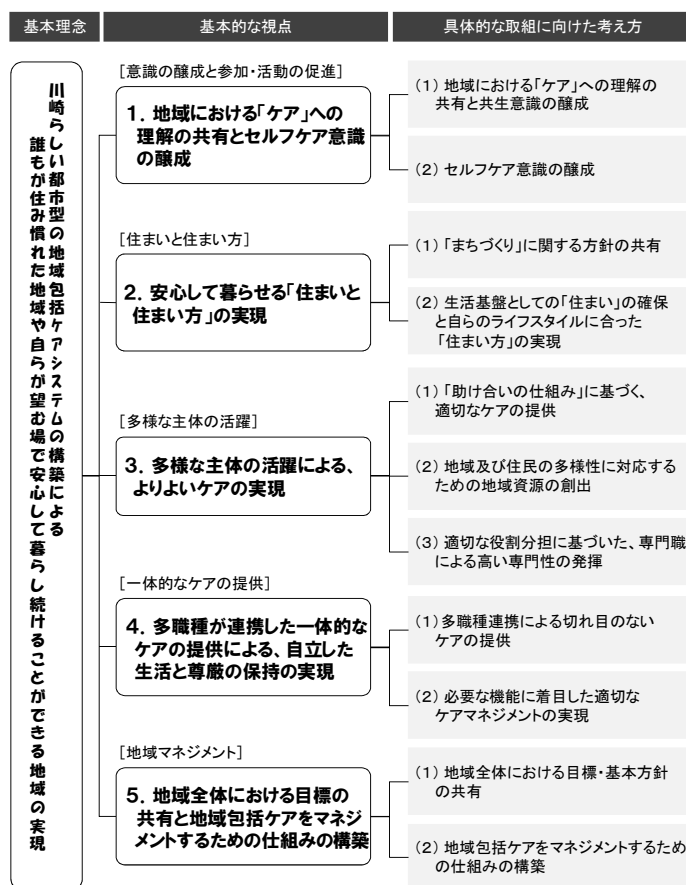 基本理念
基本的な視点
具体的な取組に向けた考え方
川崎らしい都市型の地域包括ケアシステムの構築による
誰もが住み慣れた地域や自らが望む場で安心して暮らし続けることができる地域の実現
[意識の醸成と参加・活動の促進]
1．地域における「ケア」への
理解の共有とセルフケア意識
の醸成
(1) 地域における「ケア」への理解の
共有と共生意識の醸成
(2) セルフケア意識の醸成
[住まいと住まい方]
2．安心して暮らせる「住まいと
住まい方」の実現
(1)「まちづくり」に関する方針の共有
(2) 生活基盤としての「住まい」の確保
と自らのライフスタイルに合った
「住まい方」の実現
[多様な主体の活躍]
3．多様な主体の活躍による、
よりよいケアの実現
(1)「助け合いの仕組み」に基づく、
適切なケアの提供
(2) 地域及び住民の多様性に対応する
ための地域資源の創出
(3) 適切な役割分担に基づいた、専門職
による高い専門性の発揮
[一体的なケアの提供]
4．多職種が連携した一体的な
ケアの提供による、自立した
生活と尊厳の保持の実現
(1) 多職種連携による切れ目のない
ケアの提供
(2) 必要な機能に着目した適切な
ケアマネジメントの実現
[地域マネジメント]
5．地域全体における目標の
共有と地域包括ケアをマネジ
メントするための仕組みの構築
(1) 地域全体における目標・基本方針
の共有
(2) 地域包括ケアをマネジメントするため
の仕組みの構築